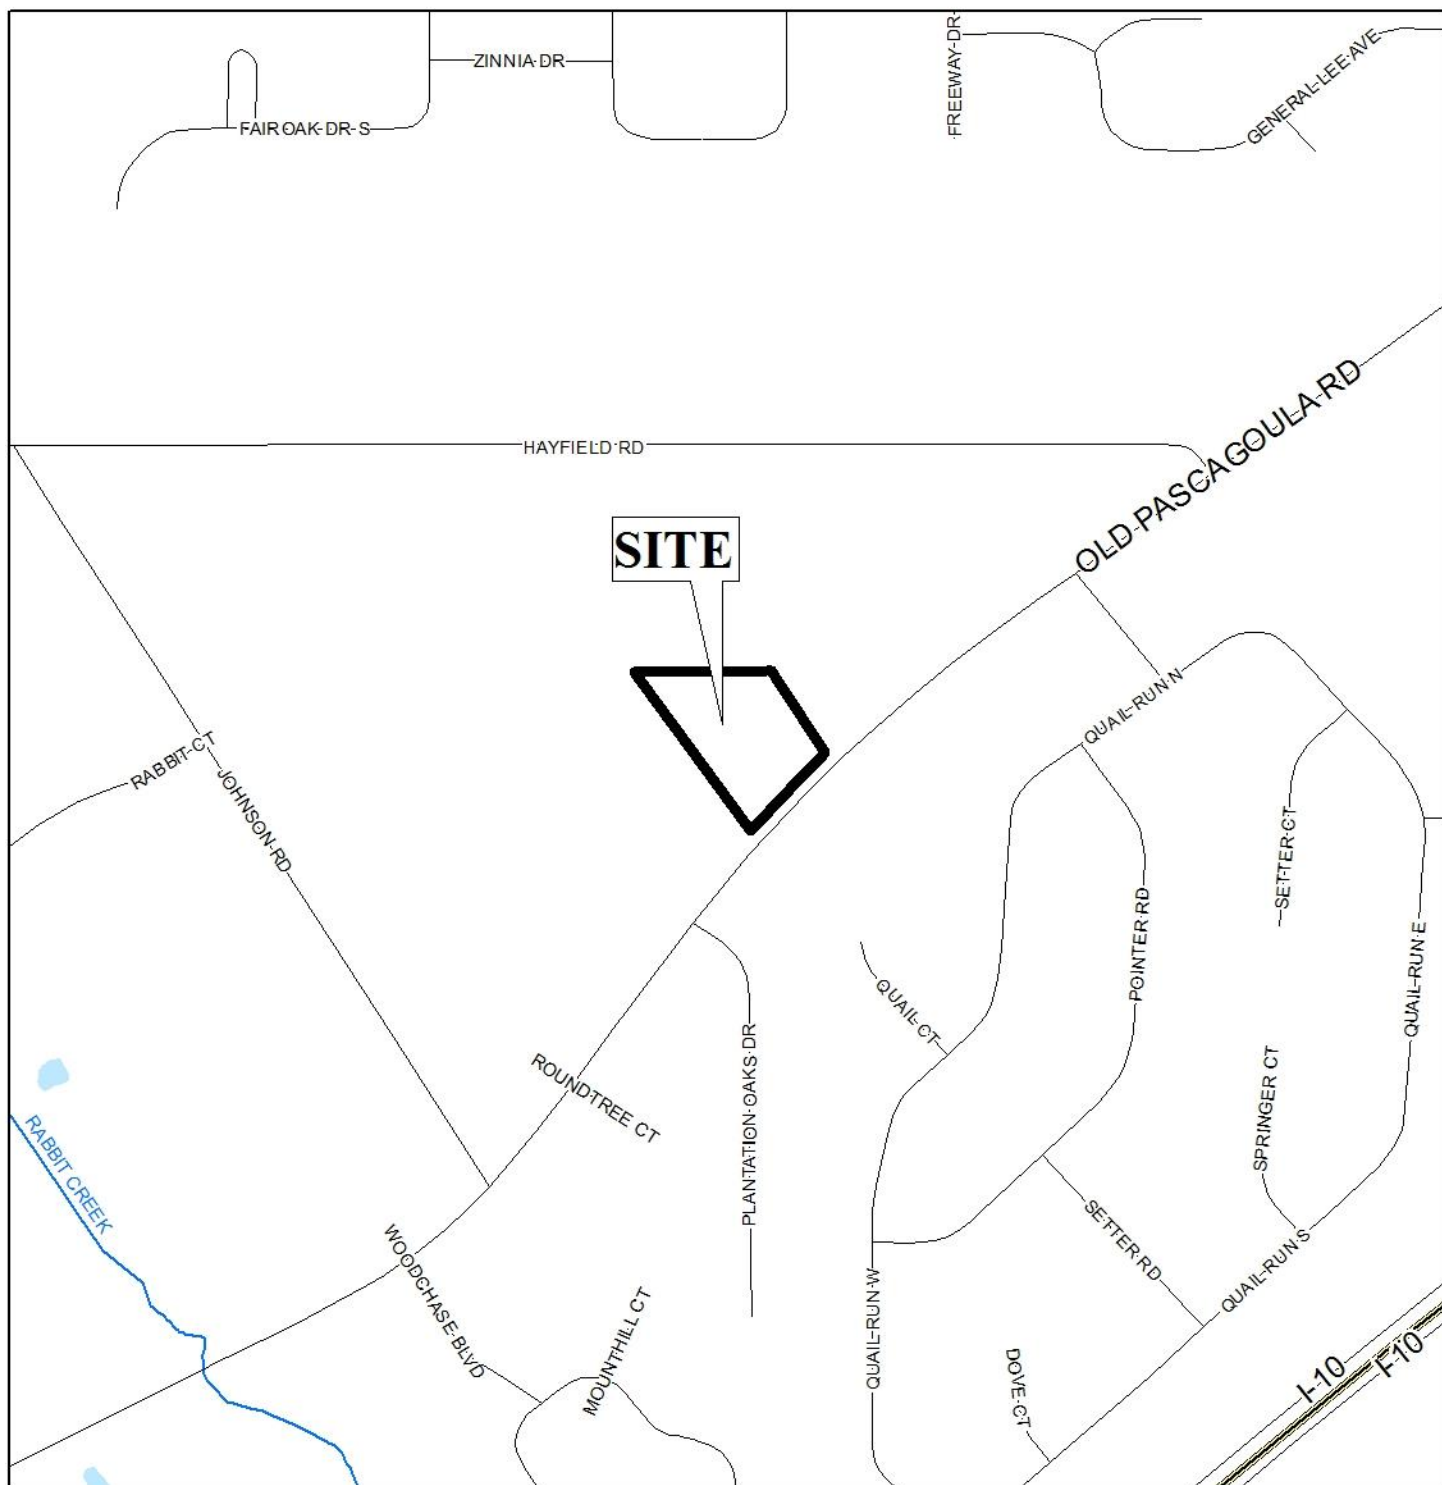 ZINNIA DR
FREEWAY DR
GENERAL LEE AVE
FAIR OAK DR S
OLD PASCAGOULA RD
HAYFIELD RD
SITE
QUAIL RUN N
RABBIT CT
JOHNSON RD
SETTER CT
POINTER RD
QUAIL RUN E
QUAIL CT
PLANTATION OAKS DR
ROUNDTREE CT
SPRINGER CT
RABBIT CREEK
SETTER RD
QUAIL RUN S
WOODCHASE BLVD
MOUNTHILL CT
QUAIL RUN W
DOVE CT
I-10
I-10